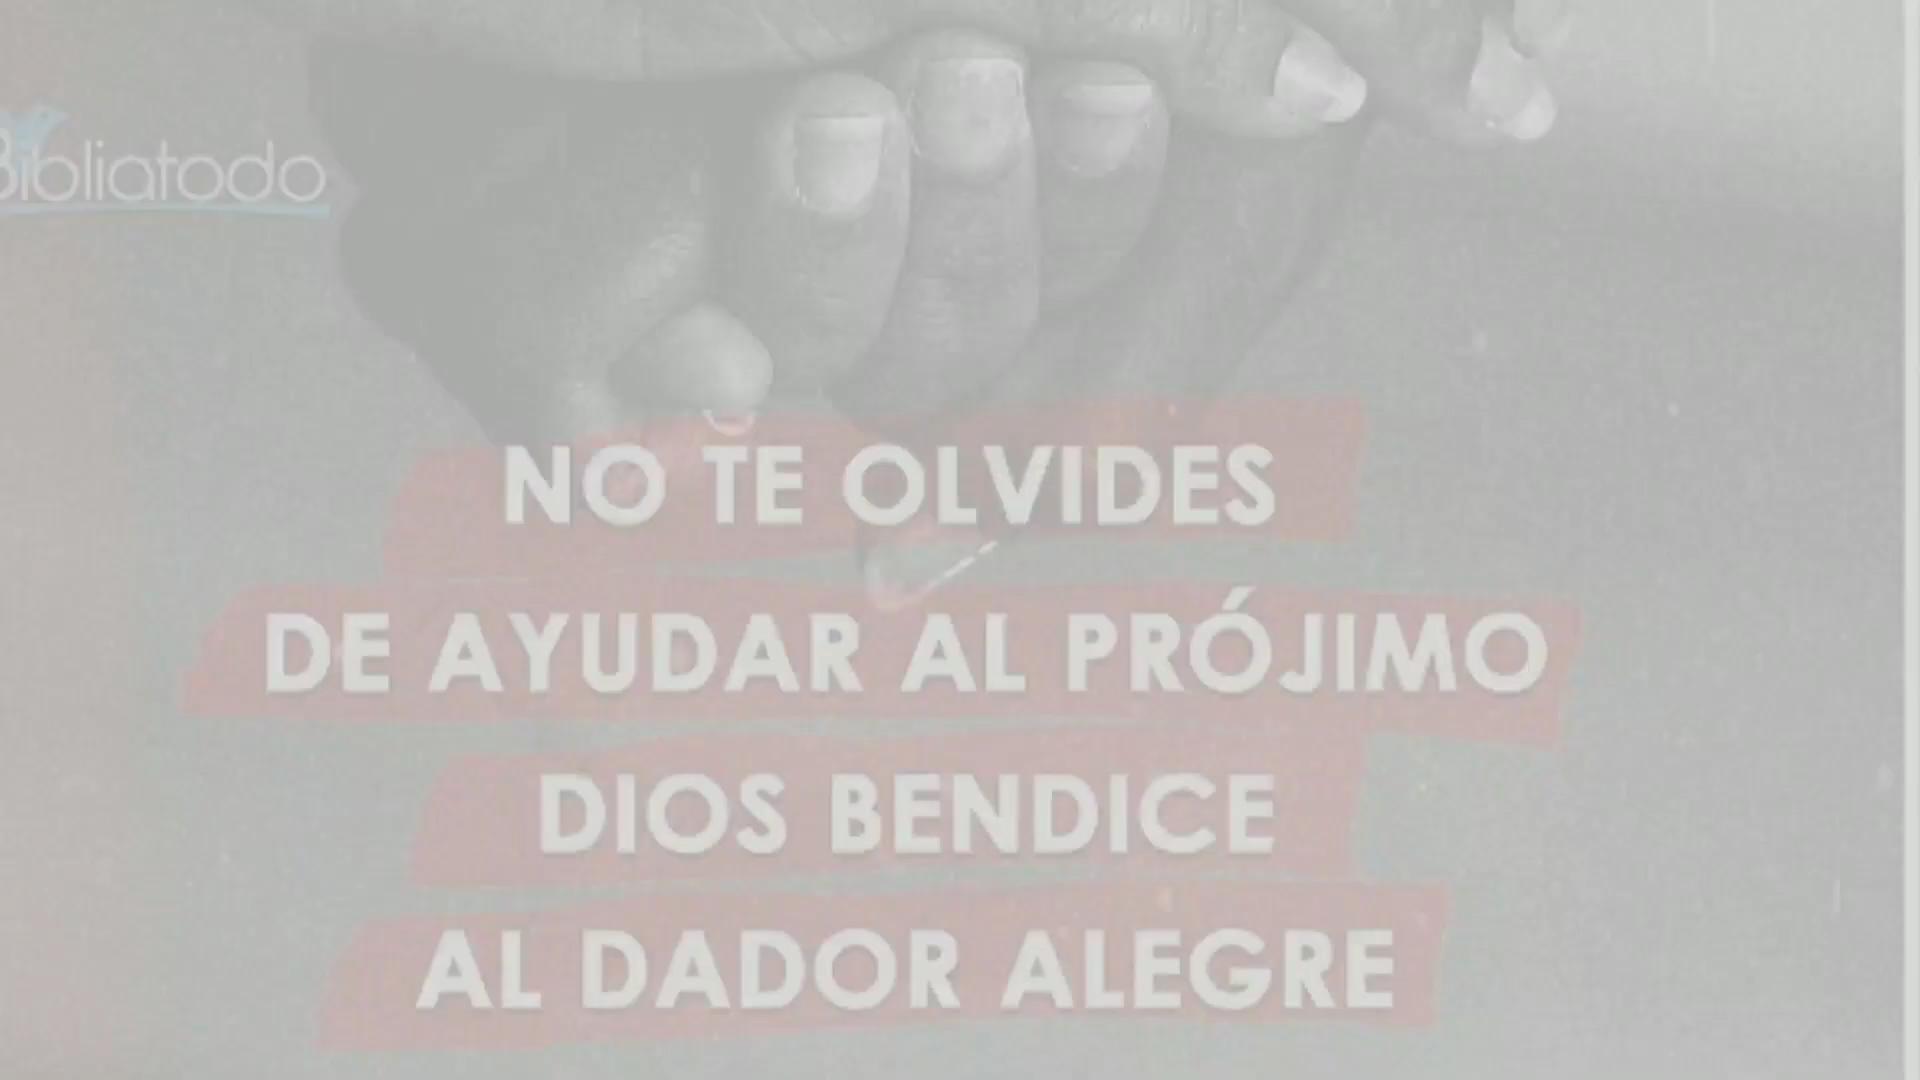 Bibliatodo
NO TE OLVIDES
DE AYUDAR AL PRÓJIMO
DIOS BENDICE
AL DADOR ALEGRE